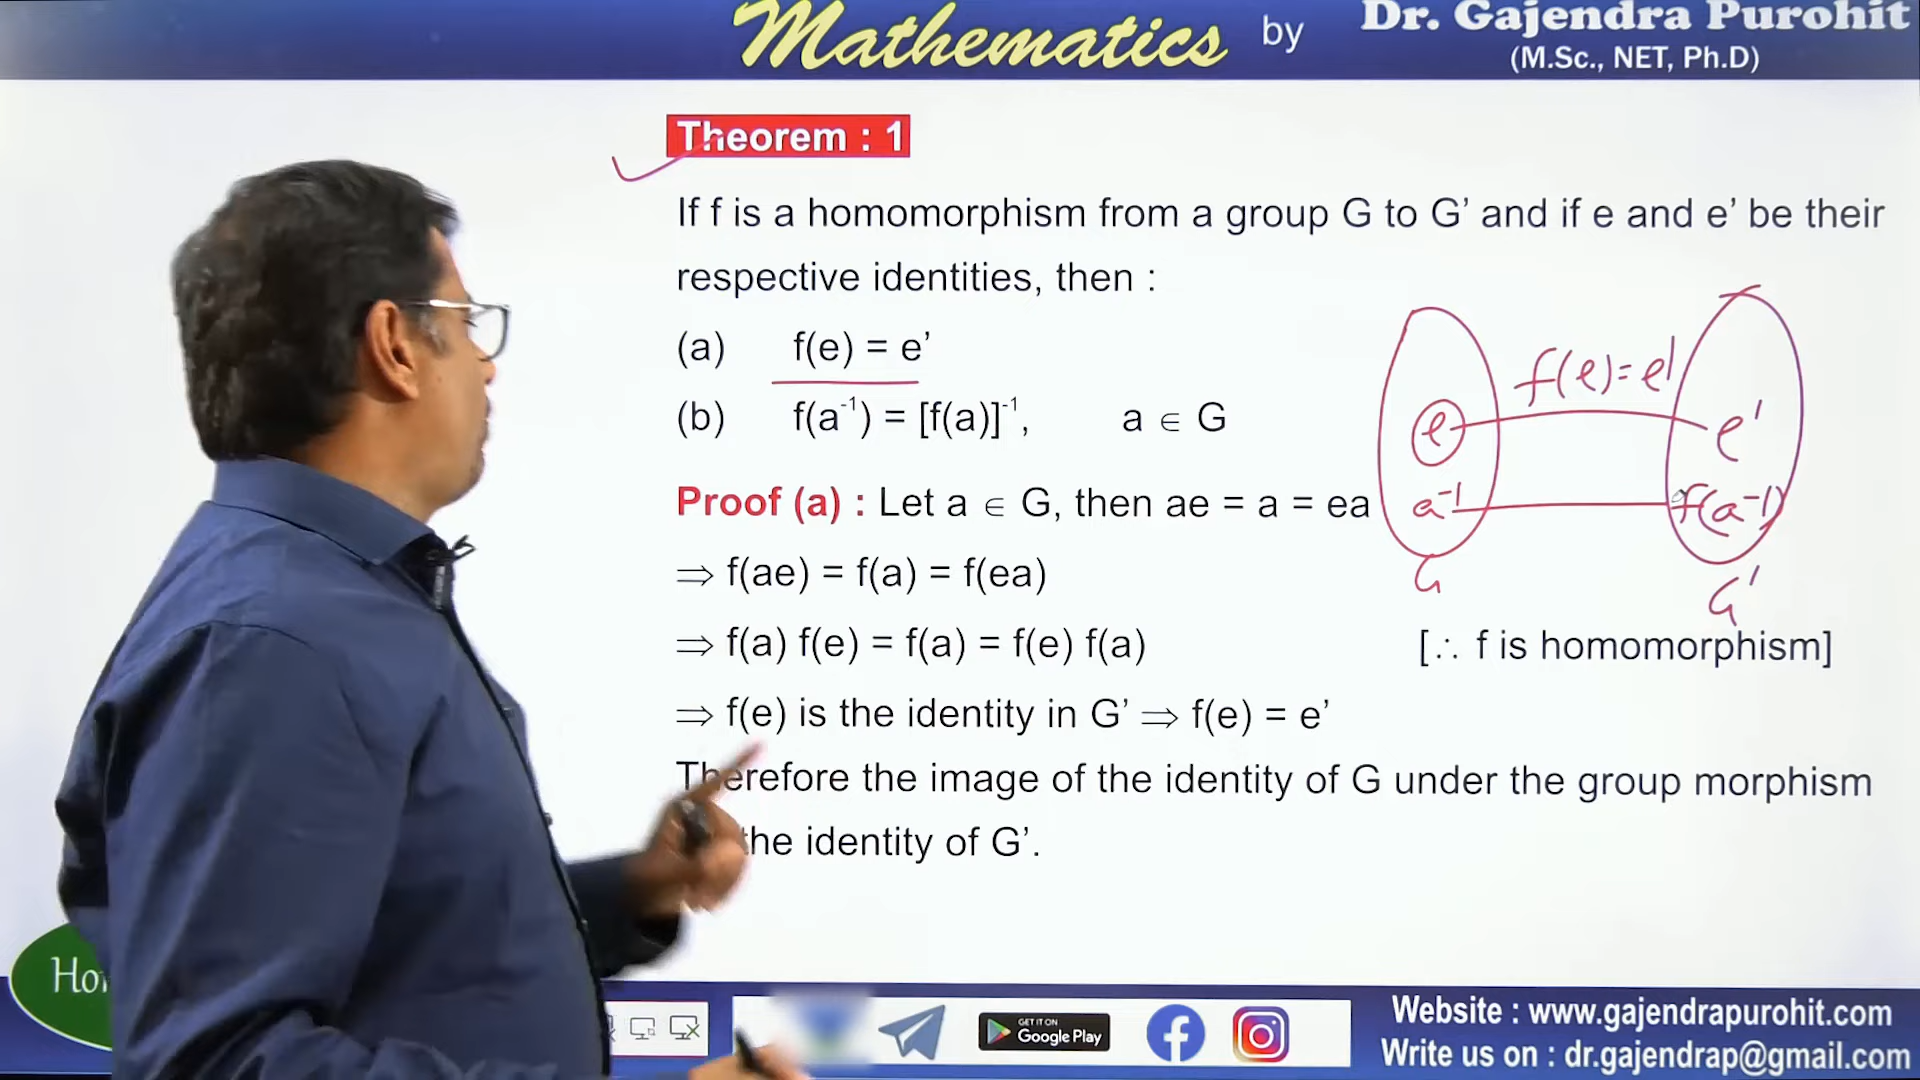 Mathematics by Dr. Gajendra Purohit
(M.Sc., NET, Ph.D)
Theorem : 1
If f is a homomorphism from a group G to G’ and if e and e’ be their
respective identities, then :
(a) f(e) = e’
(b) f(a⁻¹) = [f(a)]⁻¹, a ∈ G
f(e)=e'
e e'
a⁻¹ f(a⁻¹)
G G'
Proof (a) : Let a ∈ G, then ae = a = ea
⇒ f(ae) = f(a) = f(ea)
⇒ f(a) f(e) = f(a) = f(e) f(a) [∴ f is homomorphism]
⇒ f(e) is the identity in G’ ⇒ f(e) = e’
Therefore the image of the identity of G under the group morphism
the identity of G’.
GET IT ON
Google Play
Website : www.gajendrapurohit.com
Write us on : dr.gajendrap@gmail.com